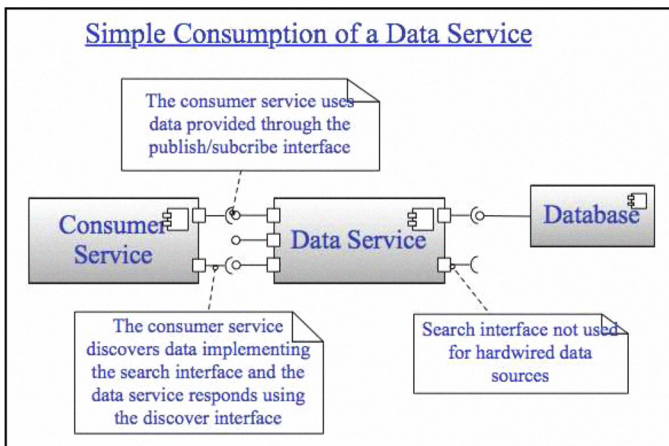 Simple Consumption of a Data Service
The consumer service uses
data provided through the
publish/subcribe interface
Consumer
Service
Data Service
Database
The consumer service
discovers data implementing
the search interface and the
data service responds using
the discover interface
Search interface not used
for hardwired data
sources